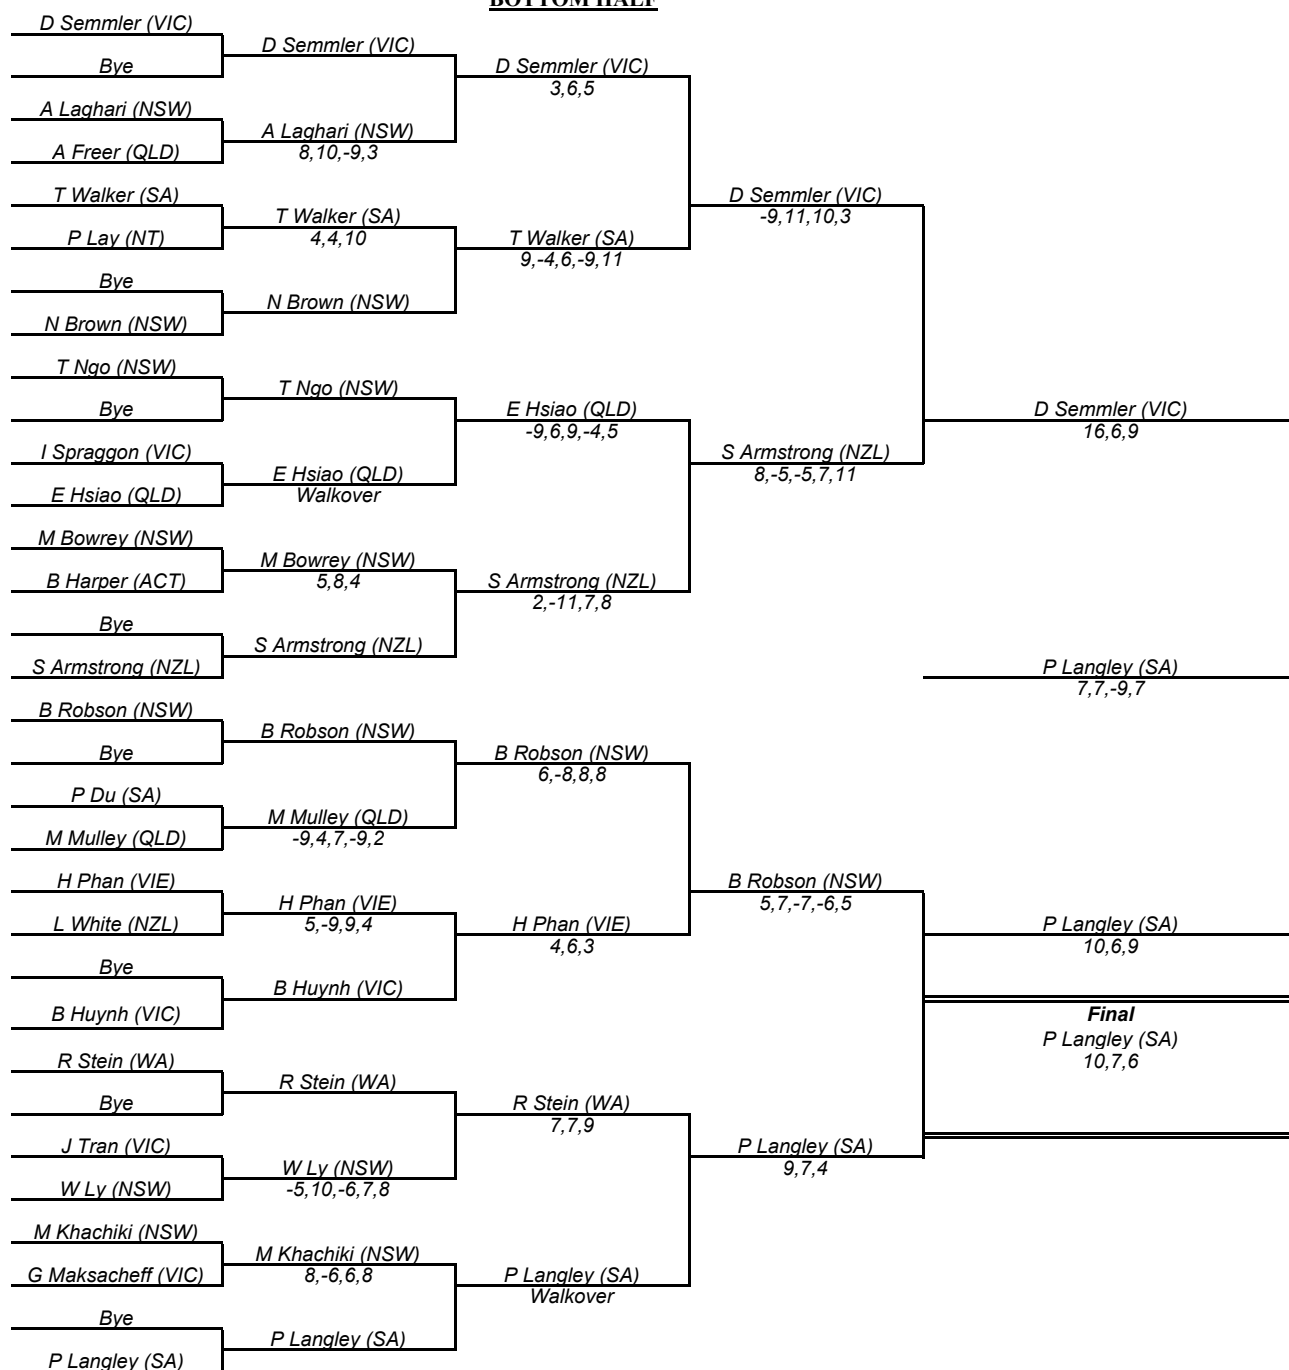 BOTTOM HALF
D Semmler (VIC)
Bye
D Semmler (VIC)
D Semmler (VIC)
3,6,5
A Laghari (NSW)
A Freer (QLD)
A Laghari (NSW)
8,10,-9,3
T Walker (SA)
P Lay (NT)
T Walker (SA)
4,4,10
T Walker (SA)
9,-4,6,-9,11
D Semmler (VIC)
-9,11,10,3
Bye
N Brown (NSW)
N Brown (NSW)
T Ngo (NSW)
Bye
T Ngo (NSW)
E Hsiao (QLD)
-9,6,9,-4,5
D Semmler (VIC)
16,6,9
I Spraggon (VIC)
E Hsiao (QLD)
E Hsiao (QLD)
Walkover
S Armstrong (NZL)
8,-5,-5,7,11
M Bowrey (NSW)
B Harper (ACT)
M Bowrey (NSW)
5,8,4
S Armstrong (NZL)
2,-11,7,8
Bye
S Armstrong (NZL)
S Armstrong (NZL)
P Langley (SA)
7,7,-9,7
B Robson (NSW)
Bye
B Robson (NSW)
B Robson (NSW)
6,-8,8,8
P Du (SA)
M Mulley (QLD)
M Mulley (QLD)
-9,4,7,-9,2
H Phan (VIE)
L White (NZL)
H Phan (VIE)
5,-9,9,4
H Phan (VIE)
4,6,3
B Robson (NSW)
5,7,-7,-6,5
P Langley (SA)
10,6,9
Bye
B Huynh (VIC)
B Huynh (VIC)
Final
P Langley (SA)
10,7,6
R Stein (WA)
Bye
R Stein (WA)
R Stein (WA)
7,7,9
J Tran (VIC)
W Ly (NSW)
W Ly (NSW)
-5,10,-6,7,8
P Langley (SA)
9,7,4
M Khachiki (NSW)
G Maksacheff (VIC)
M Khachiki (NSW)
8,-6,6,8
P Langley (SA)
Walkover
Bye
P Langley (SA)
P Langley (SA)